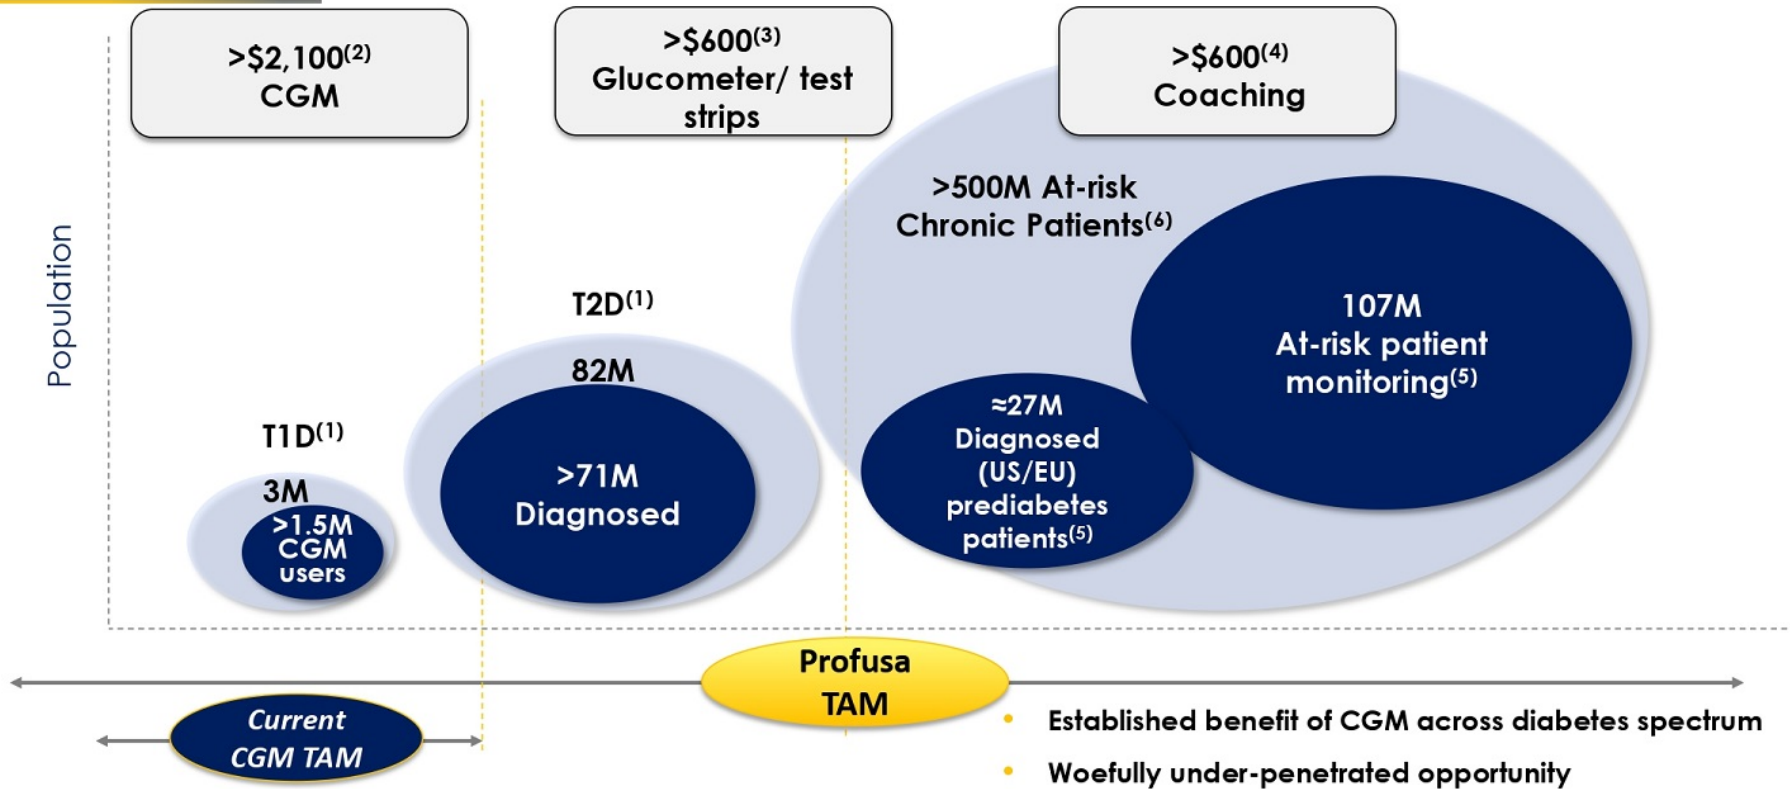 >$2,100(2)
CGM
>$600(3)
Glucometer/ test
strips
>$600(4)
Coaching
Population
T1D(1)
3M
>1.5M
CGM
users
T2D(1)
82M
>71M
Diagnosed
>500M At-risk
Chronic Patients(6)
≈27M
Diagnosed
(US/EU)
prediabetes
patients(5)
107M
At-risk patient
monitoring(5)
Profusa
TAM
Current
CGM TAM
• Established benefit of CGM across diabetes spectrum
• Woefully under-penetrated opportunity